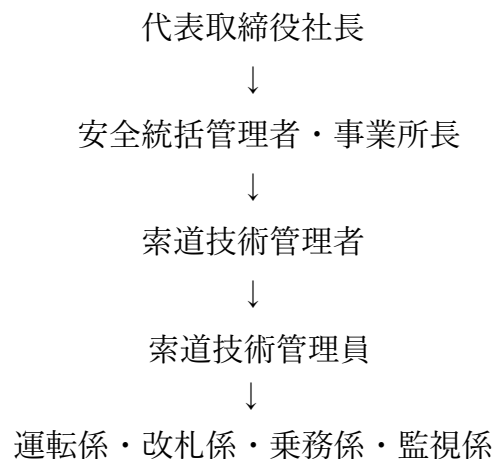 代表取締役社長
↓
安全統括管理者・事業所長
↓
索道技術管理者
↓
索道技術管理員
↓
運転係・改札係・乗務係・監視係